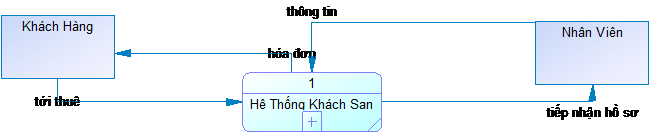 thông tin
Khách Hàng
Nhân Viên
hóa đơn
1
tới thuê
Hệ Thống Khách Sạn
tiếp nhận hồ sơ